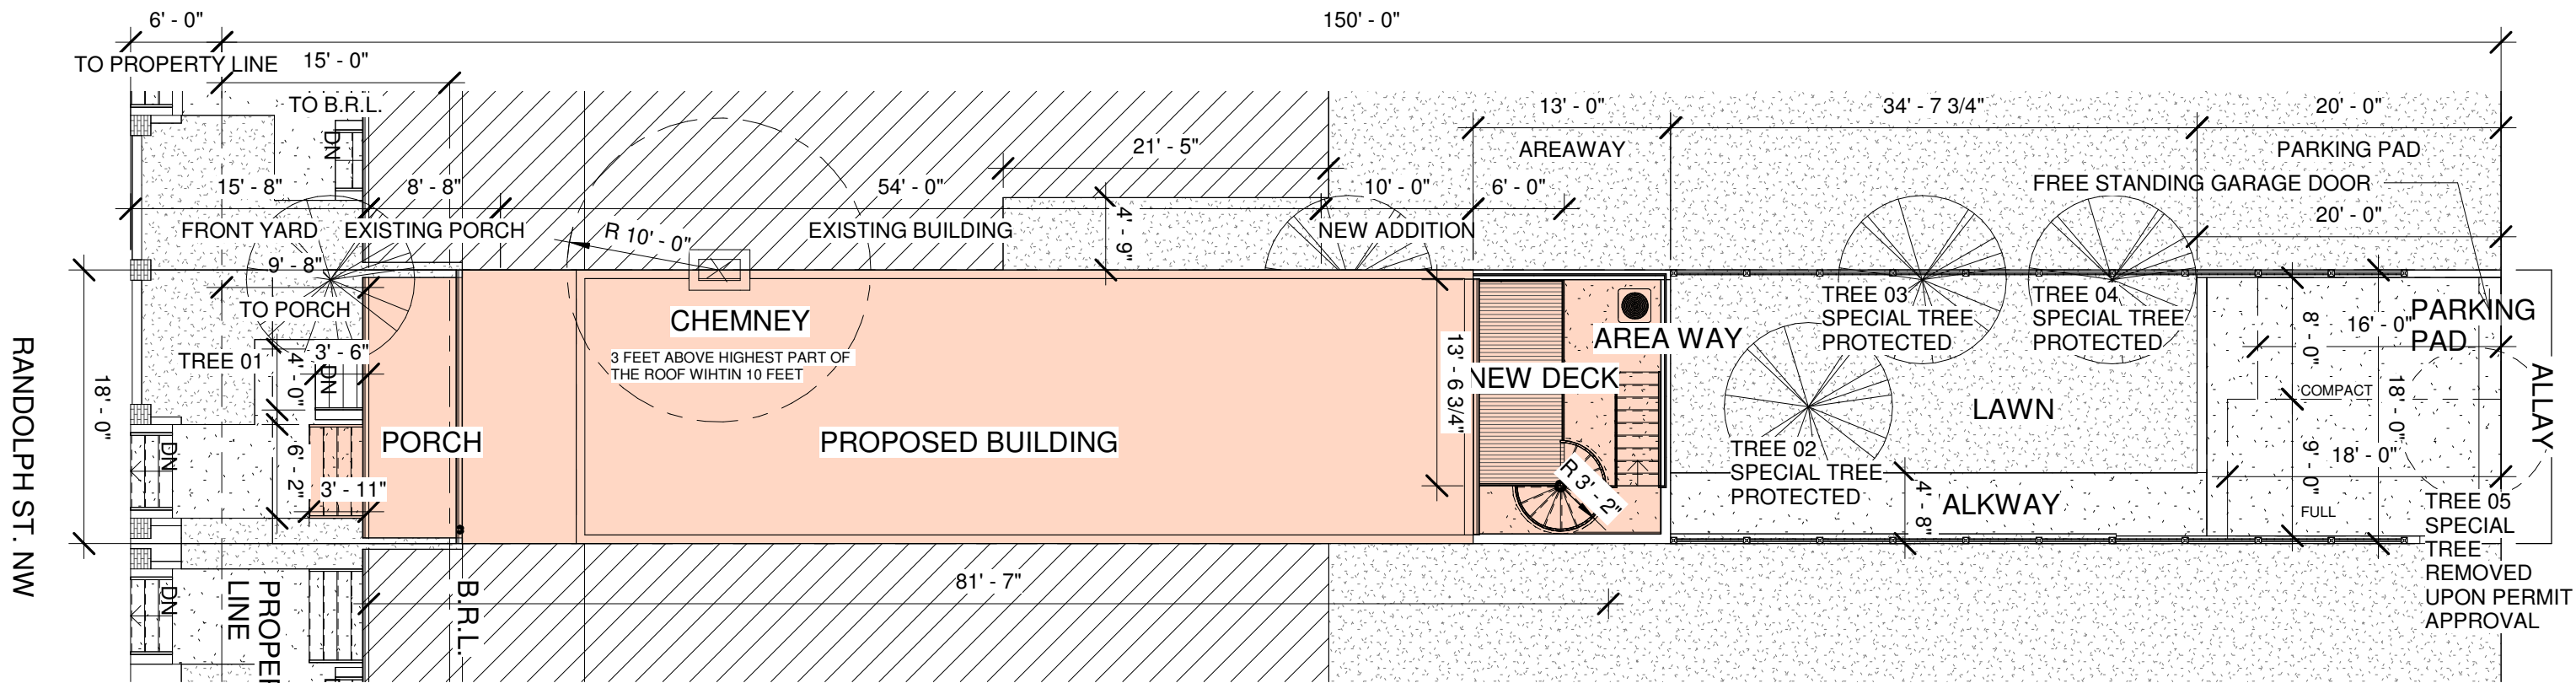 6' - 0"
150' - 0"
TO PROPERTY LINE
15' - 0"
TO B.R.L.
13' - 0"
34' - 7 3/4"
20' - 0"
DN
21' - 5"
AREAWAY
PARKING PAD
FREE STANDING GARAGE DOOR
15' - 8"
8' - 8"
54' - 0"
10' - 0"
6' - 0"
20' - 0"
FRONT YARD
EXISTING PORCH
R 10' - 0"
EXISTING BUILDING
4' - 9"
NEW ADDITION
9' - 8"
TO PORCH
TREE 01
3' - 6"
4' - 0"
DN
CHEMNEY
3 FEET ABOVE HIGHEST PART OF
THE ROOF WIHTIN 10 FEET
13' - 6 3/4"
NEW DECK
AREA WAY
TREE 03
SPECIAL TREE
PROTECTED
TREE 04
SPECIAL TREE
PROTECTED
8' - 0"
16' - 0"
PARKING
PAD
RANDOLPH ST. NW
18' - 0"
PORCH
PROPOSED BUILDING
LAWN
COMPACT
18' - 0"
ALLAY
DN
6' - 2"
3' - 11"
R 3' - 2"
TREE 02
SPECIAL TREE
PROTECTED
4' - 8"
ALKWAY
9' - 0"
18' - 0"
FULL
TREE 05
SPECIAL
TREE
REMOVED
UPON PERMIT
APPROVAL
DN
PROPER
LINE
B.R.L.
81' - 7"